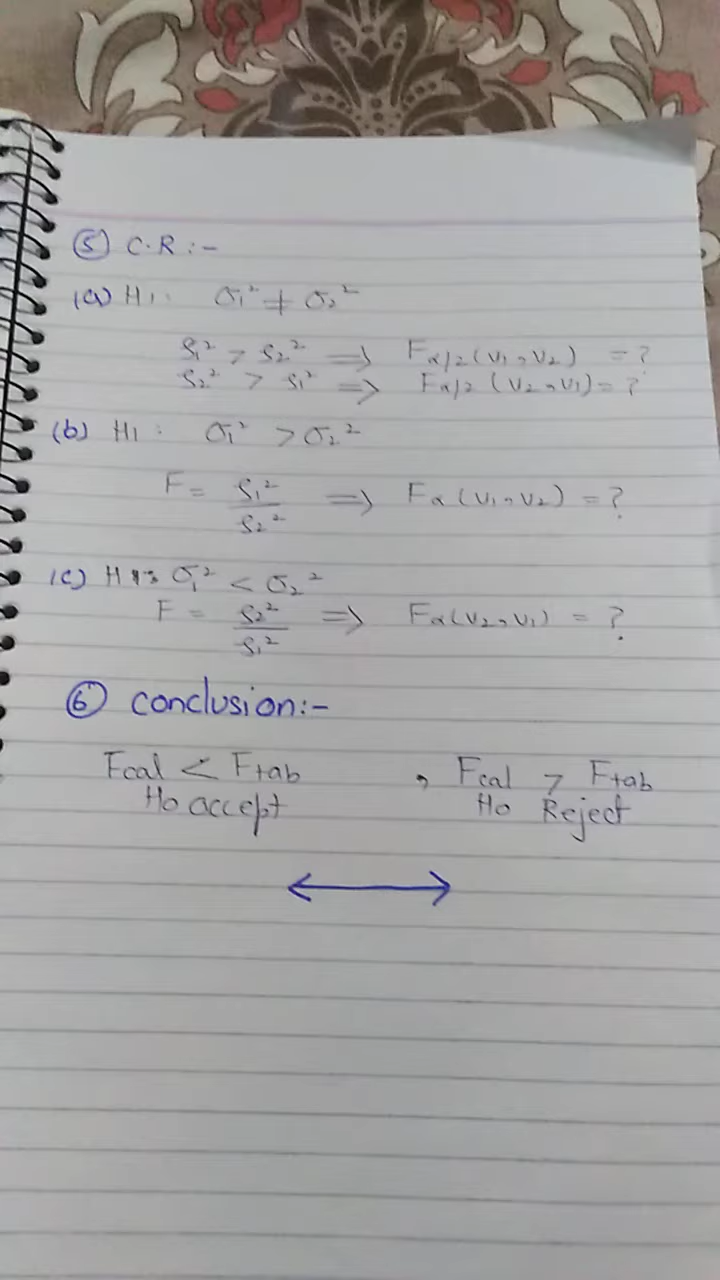 ⑤ C.R :-
(a) H₁: σ₁² ≠ σ₂²
S₁² > S₂² ⇒ Fα/2 (v₁, v₂) = ?
S₂² > S₁² ⇒ Fα/2 (v₂, v₁) = ?
(b) H₁: σ₁² > σ₂²
F = S₁²/S₂² ⇒ Fα (v₁, v₂) = ?
(c) H₁: σ₁² < σ₂²
F = S₂²/S₁² ⇒ Fα(v₂, v₁) = ?
⑥ conclusion:-
Fcal < Ftab , Fcal > Ftab
Ho accept Ho Reject